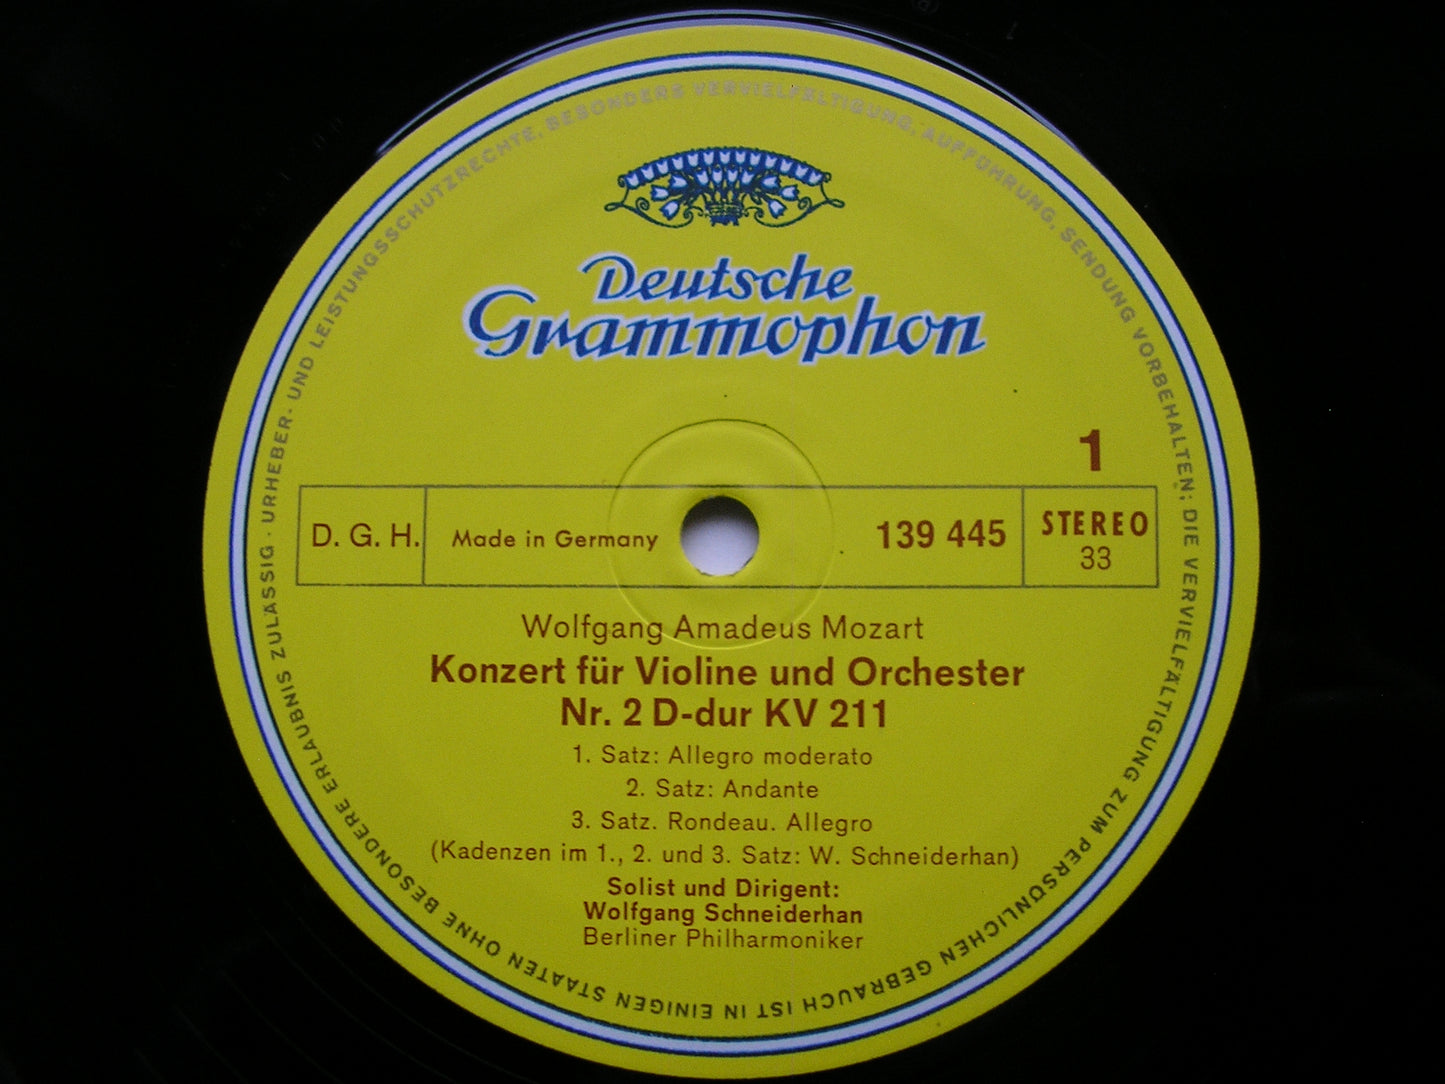 URHEBER- UND LEISTUNGSSCHUTZRECHTE, BESONDERS VERVIELFÄLTIGUNG, AUFFÜHRUNG, SENDUNG VORBEHALTEN; DIE VERVIELFÄLTIGUNG ZUM PERSÖNLICHEN GEBRAUCH IST IN EINIGEN STAATEN OHNE BESONDERE ERLAUBNIS ZULÄSSIG ·
Deutsche
Grammophon
1
D. G. H.
Made in Germany
139 445
STEREO
33
Wolfgang Amadeus Mozart
Konzert für Violine und Orchester
Nr. 2 D-dur KV 211
1. Satz: Allegro moderato
2. Satz: Andante
3. Satz. Rondeau. Allegro
(Kadenzen im 1., 2. und 3. Satz: W. Schneiderhan)
Solist und Dirigent:
Wolfgang Schneiderhan
Berliner Philharmoniker